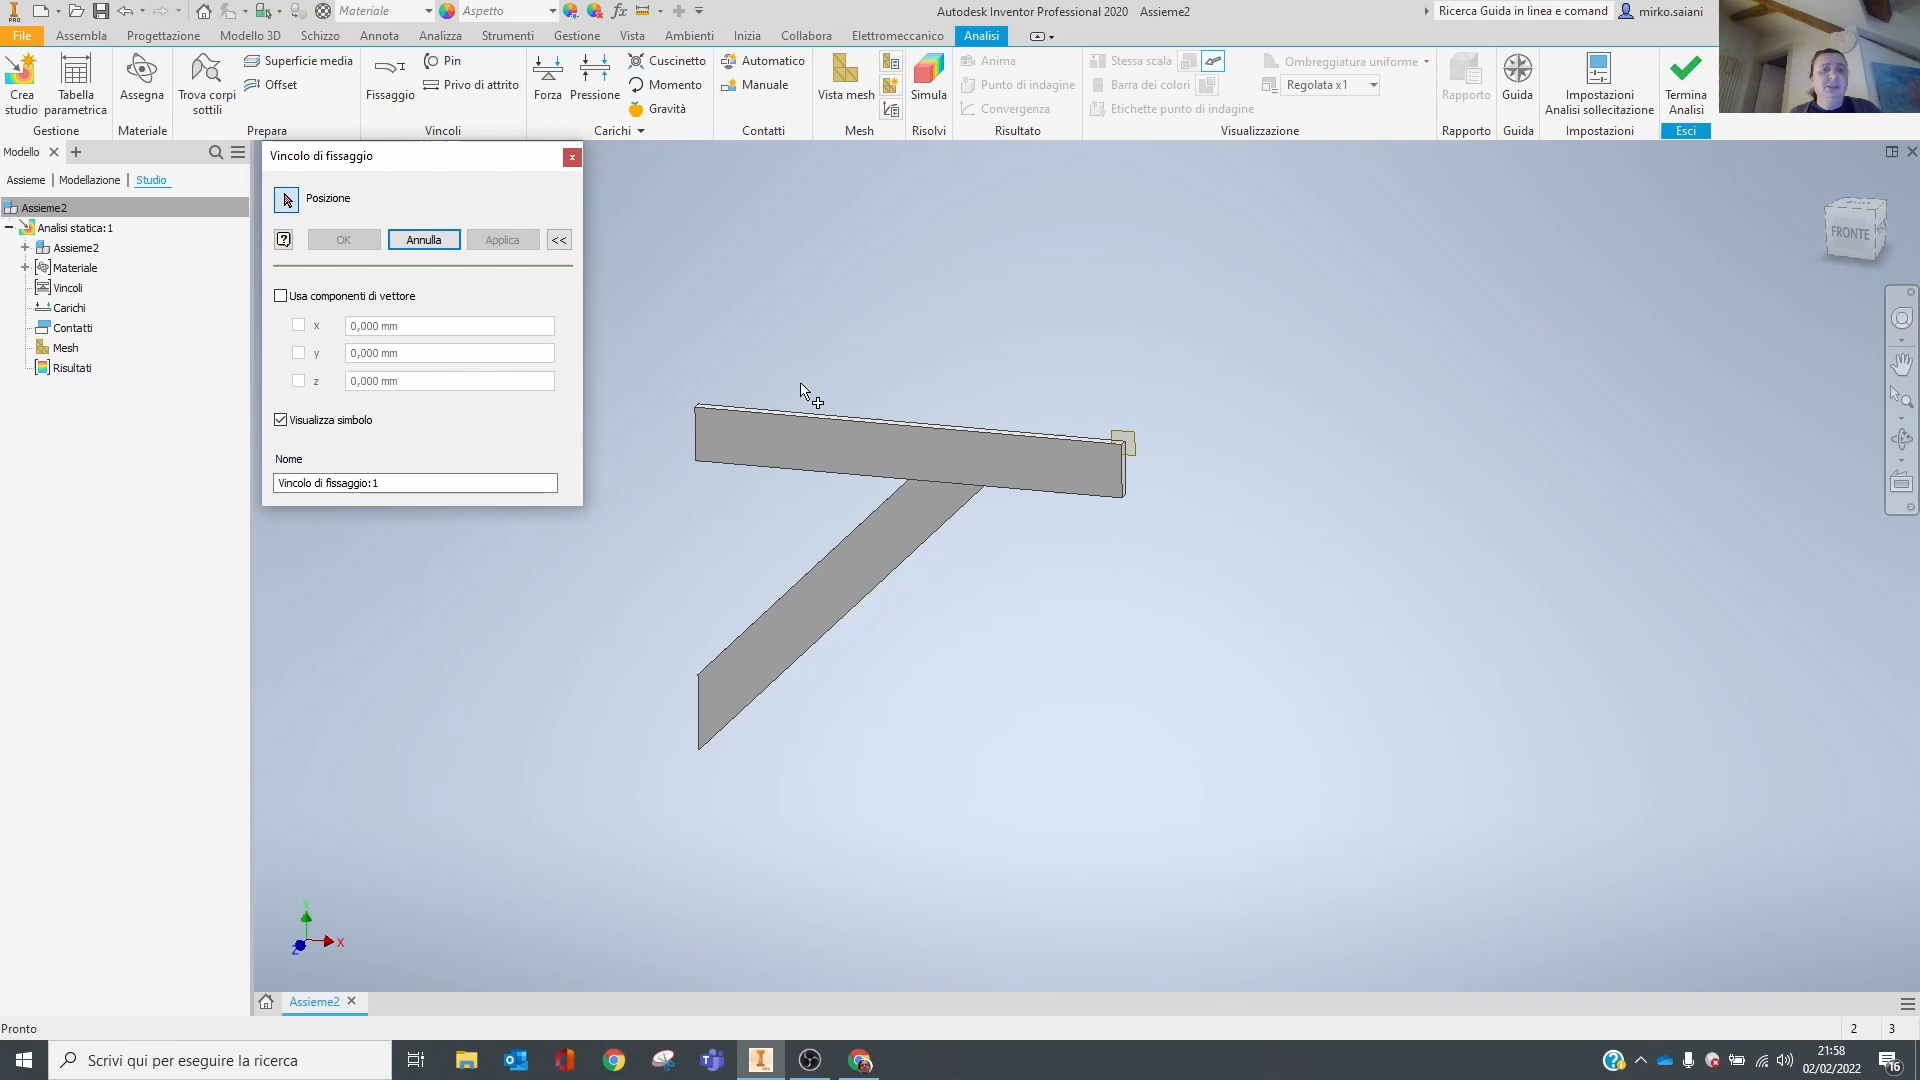 PRO
Materiale
Aspetto
fx
Autodesk Inventor Professional 2020 Assieme2
Ricerca Guida in linea e comand
mirko.saiani
File
Assembla
Progettazione
Modello 3D
Schizzo
Annota
Analizza
Strumenti
Gestione
Vista
Ambienti
Inizia
Collabora
Elettromeccanico
Analisi
Crea studio
Tabella parametrica
Gestione
Assegna
Materiale
Trova corpi sottili
Superficie media
Offset
Prepara
Fissaggio
Pin
Privo di attrito
Vincoli
Forza
Pressione
Cuscinetto
Momento
Gravità
Carichi
Automatico
Manuale
Contatti
Vista mesh
Mesh
Simula
Risolvi
Anima
Punto di indagine
Convergenza
Risultato
Stessa scala
Barra dei colori
Etichette punto di indagine
Ombreggiatura uniforme
Regolata x1
Visualizzazione
Rapporto
Rapporto
Guida
Guida
Impostazioni
Analisi sollecitazione
Impostazioni
Termina
Analisi
Esci
Modello
Assieme | Modellazione | Studio
Assieme2
Analisi statica:1
Assieme2
Materiale
Vincoli
Carichi
Contatti
Mesh
Risultati
Vincolo di fissaggio
Posizione
OK
Annulla
Applica
<<
Usa componenti di vettore
x 0,000 mm
y 0,000 mm
z 0,000 mm
Visualizza simbolo
Nome
Vincolo di fissaggio:1
FRONTE
Y
X
Z
Assieme2
Pronto
2 3
Scrivi qui per eseguire la ricerca
21:58
02/02/2022
16